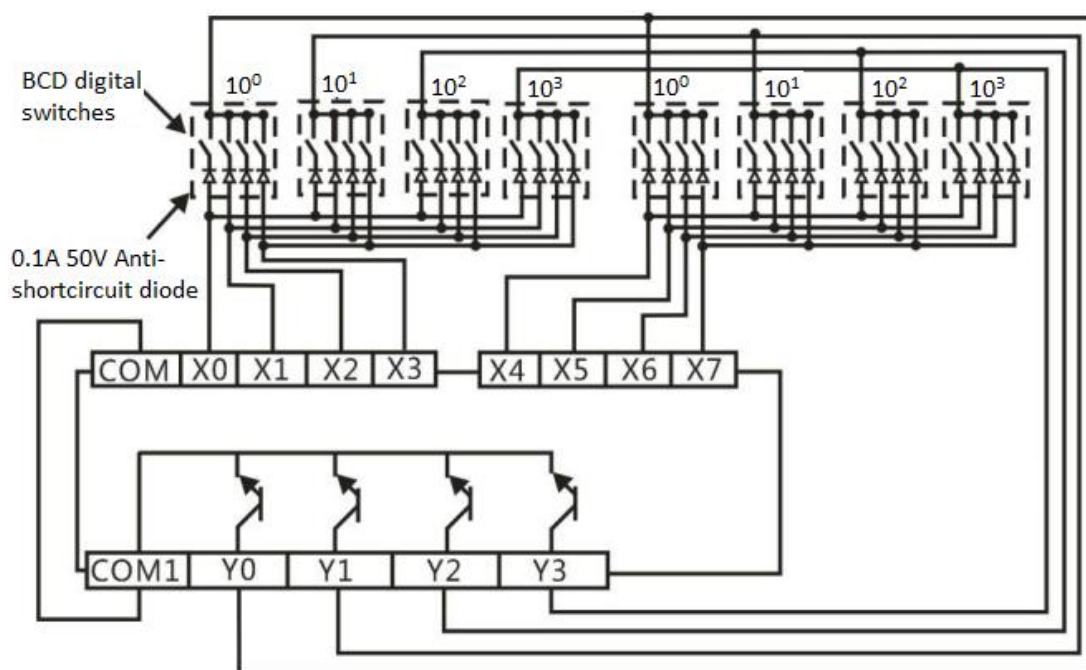 BCD digital
switches
10⁰ 10¹ 10² 10³ 10⁰ 10¹ 10² 10³
0.1A 50V Anti-
shortcircuit diode
COM X0 X1 X2 X3 X4 X5 X6 X7
COM1 Y0 Y1 Y2 Y3